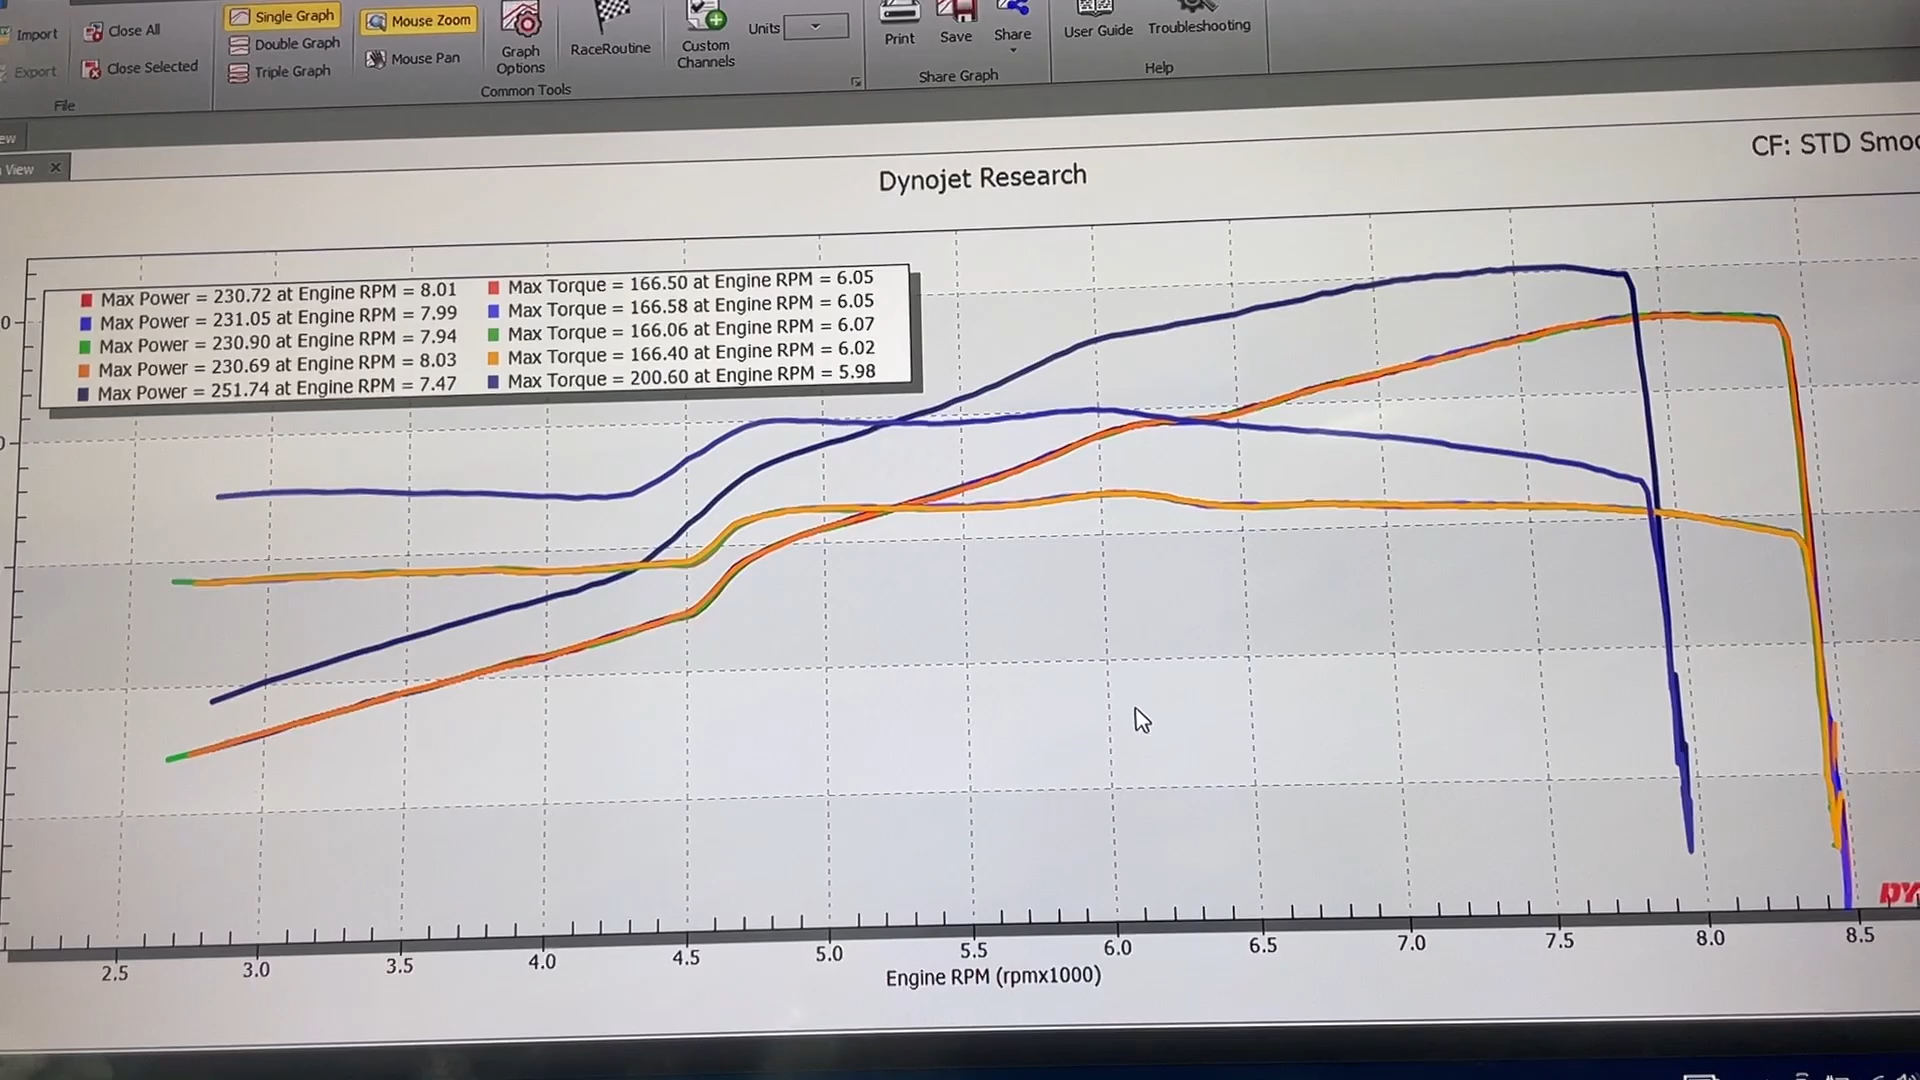 Import
Close All
Single Graph
Mouse Zoom
Export
Close Selected
Double Graph
Mouse Pan
Triple Graph
Graph Options
RaceRoutine
Custom Channels
Units
Print
Save
Share
User Guide
Troubleshooting
File
Common Tools
Share Graph
Help
ew
View
CF: STD Smoo
Dynojet Research
Max Power = 230.72 at Engine RPM = 8.01
Max Torque = 166.50 at Engine RPM = 6.05
Max Power = 231.05 at Engine RPM = 7.99
Max Torque = 166.58 at Engine RPM = 6.05
Max Power = 230.90 at Engine RPM = 7.94
Max Torque = 166.06 at Engine RPM = 6.07
Max Power = 230.69 at Engine RPM = 8.03
Max Torque = 166.40 at Engine RPM = 6.02
Max Power = 251.74 at Engine RPM = 7.47
Max Torque = 200.60 at Engine RPM = 5.98
0
0
DY
2.5 3.0 3.5 4.0 4.5 5.0 5.5 6.0 6.5 7.0 7.5 8.0 8.5
Engine RPM (rpmx1000)